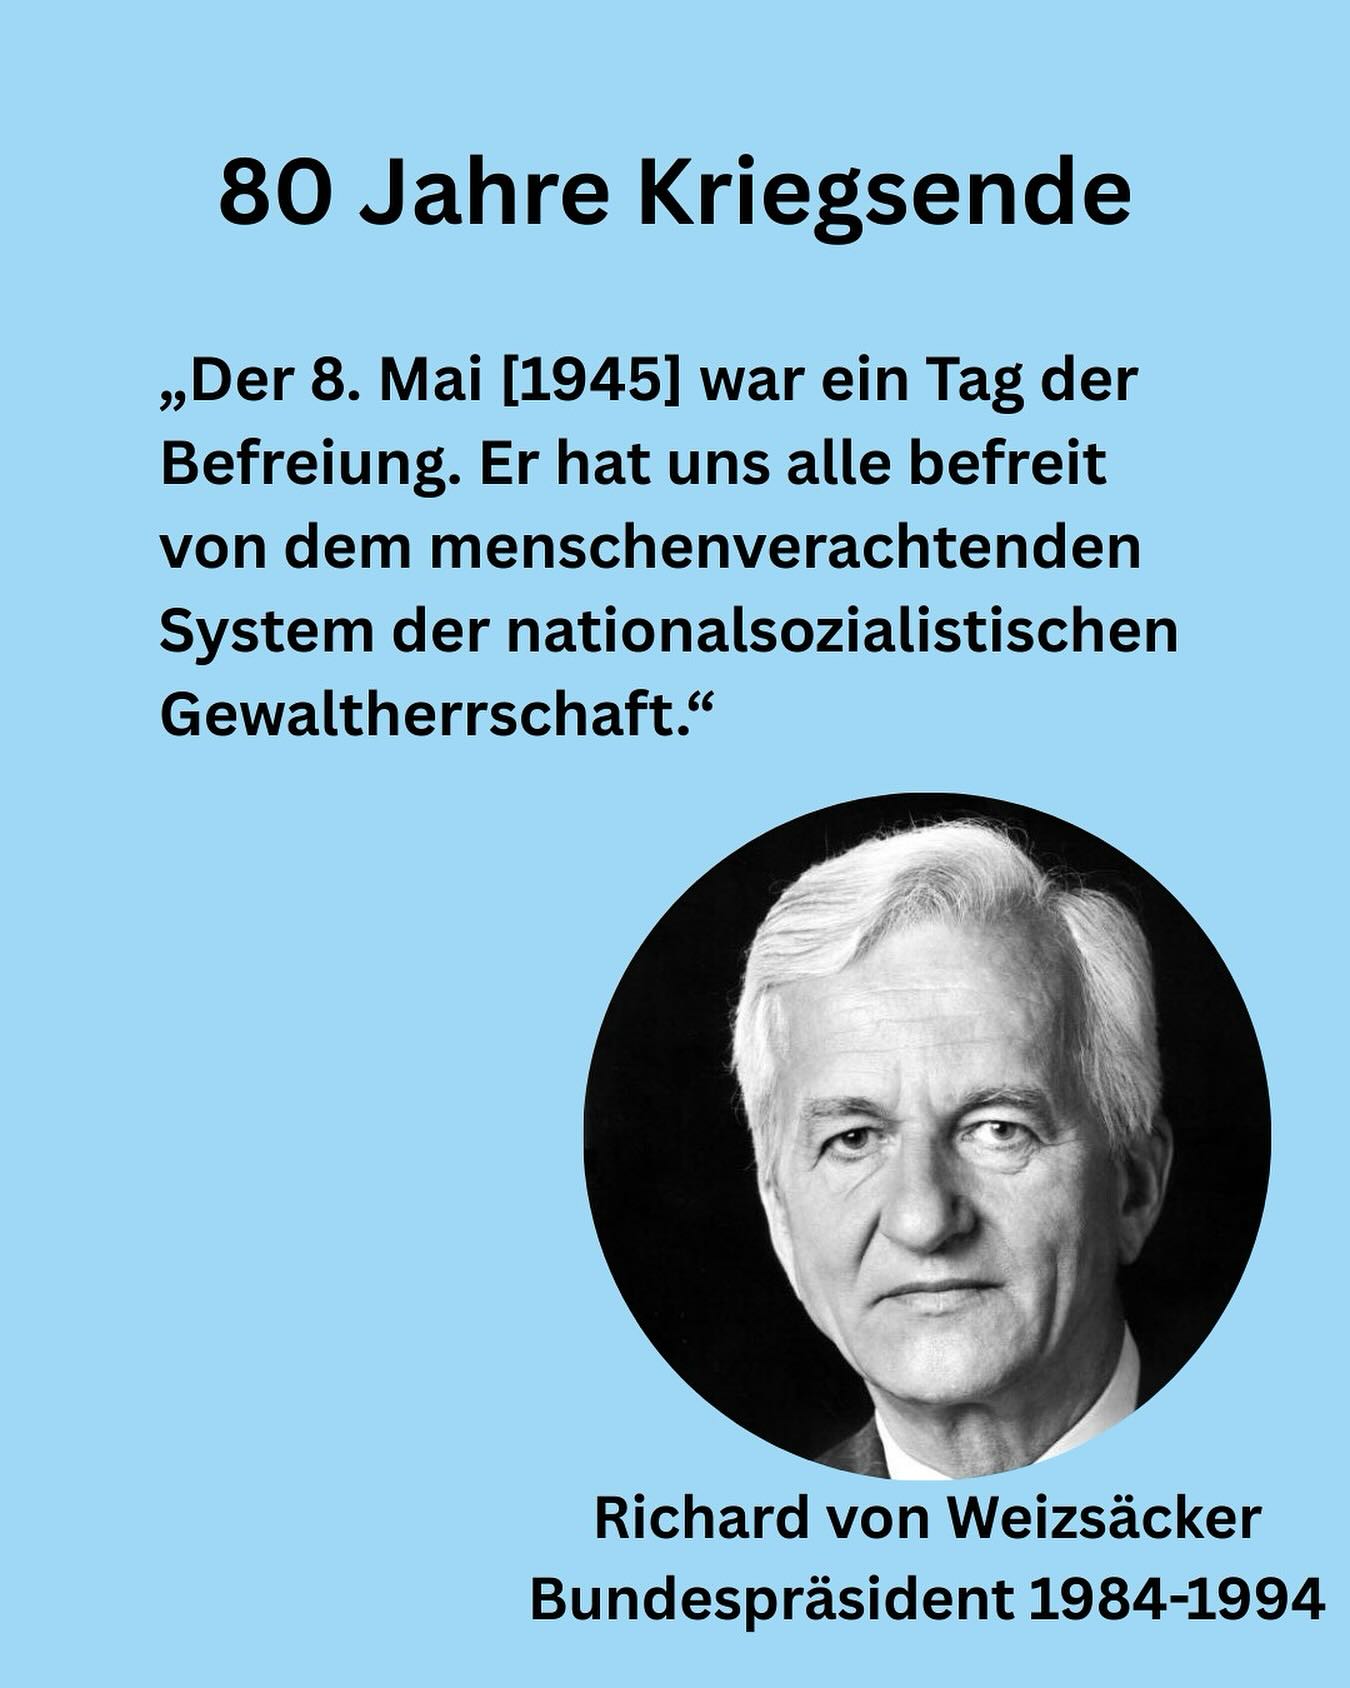 80 Jahre Kriegsende
„Der 8. Mai [1945] war ein Tag der
Befreiung. Er hat uns alle befreit
von dem menschenverachtenden
System der nationalsozialistischen
Gewaltherrschaft.“
Richard von Weizsäcker
Bundespräsident 1984-1994